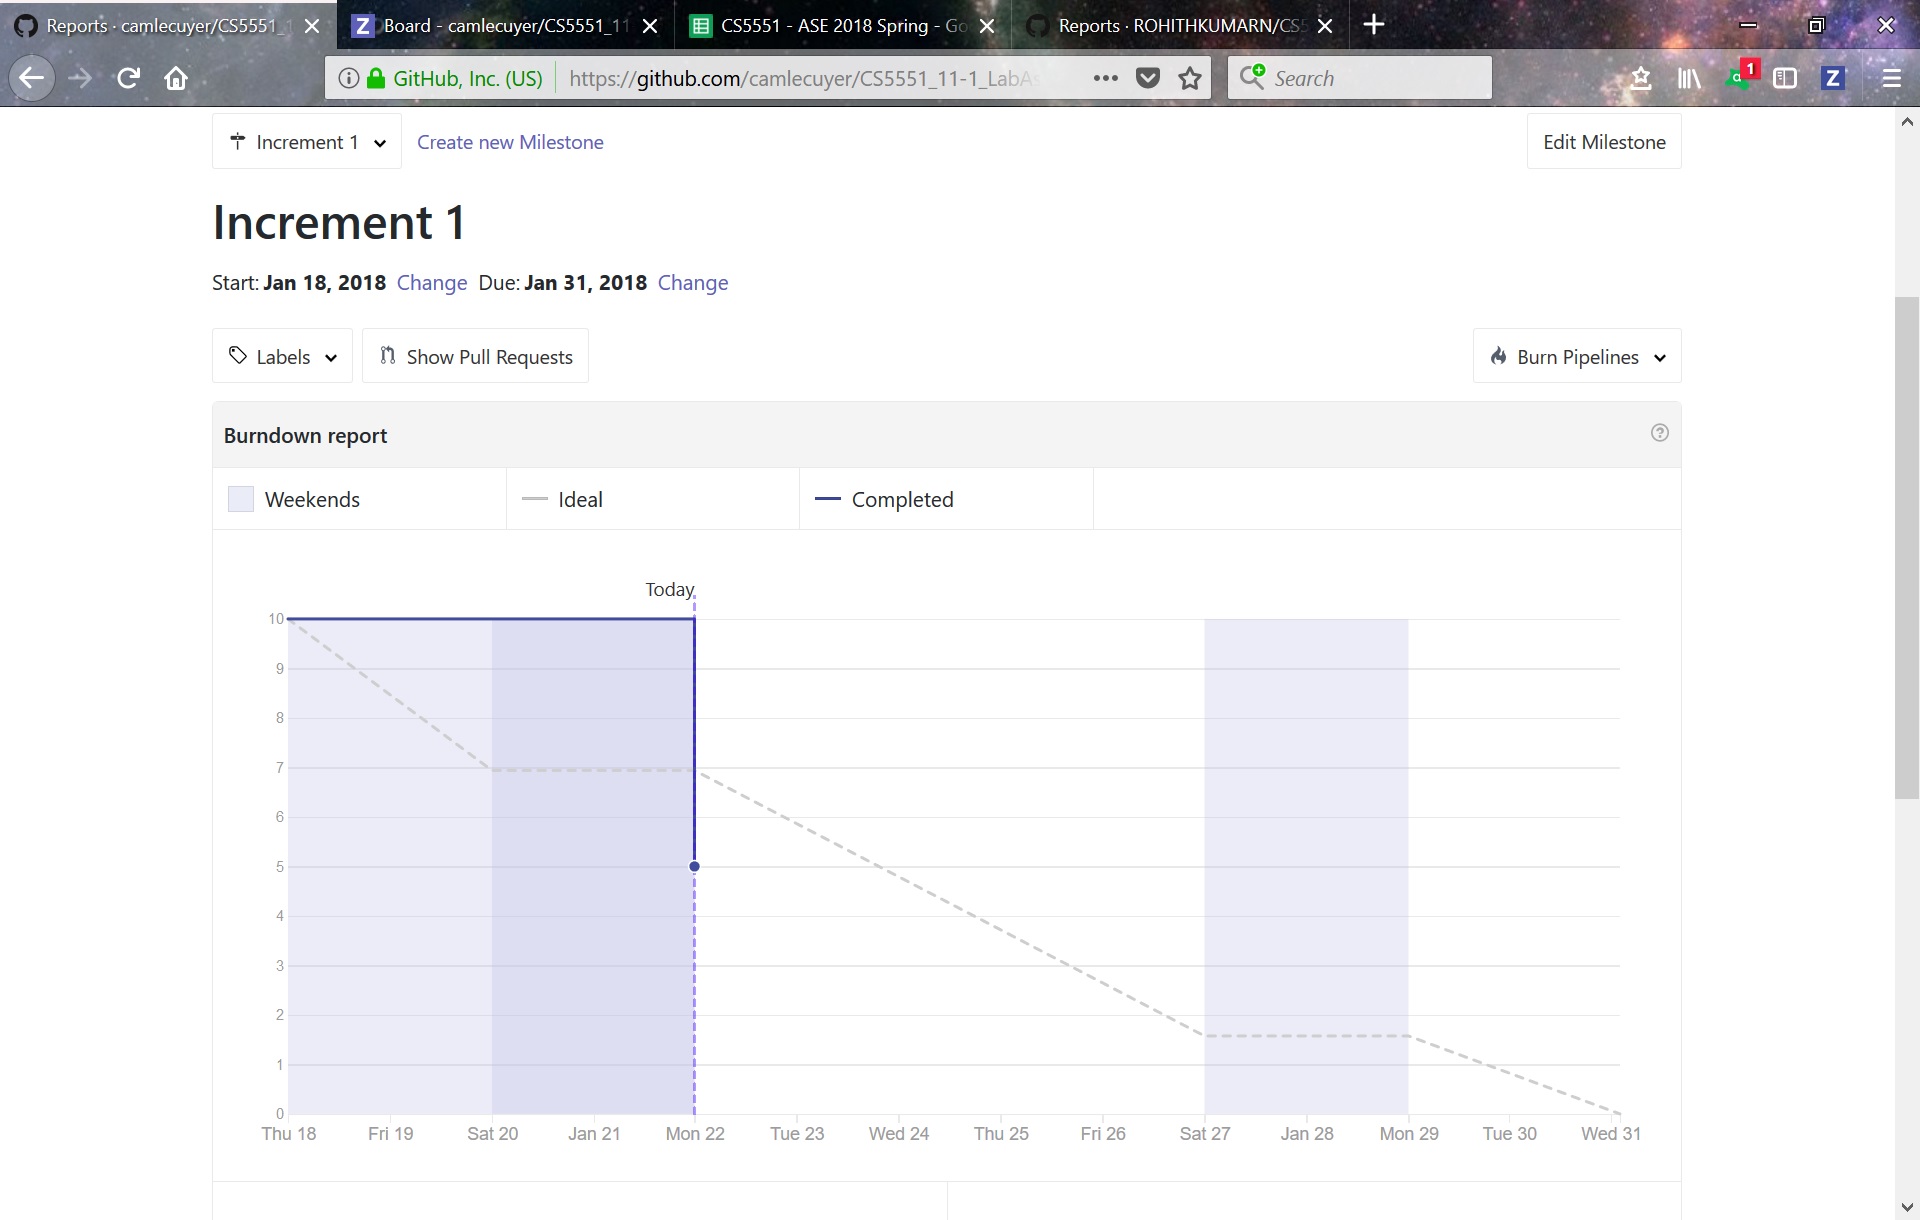 Reports · camlecuyer/CS5551_1
Board - camlecuyer/CS5551_11
CS5551 - ASE 2018 Spring - Go
Reports · ROHITHKUMARN/CS5
GitHub, Inc. (US)
https://github.com/camlecuyer/CS5551_11-1_LabAs
Search
1
Z
Increment 1
Create new Milestone
Edit Milestone
Increment 1
Start: Jan 18, 2018 Change Due: Jan 31, 2018 Change
Labels
Show Pull Requests
Burn Pipelines
Burndown report
Weekends
Ideal
Completed
Today
10
9
8
7
6
5
4
3
2
1
0
Thu 18
Fri 19
Sat 20
Jan 21
Mon 22
Tue 23
Wed 24
Thu 25
Fri 26
Sat 27
Jan 28
Mon 29
Tue 30
Wed 31